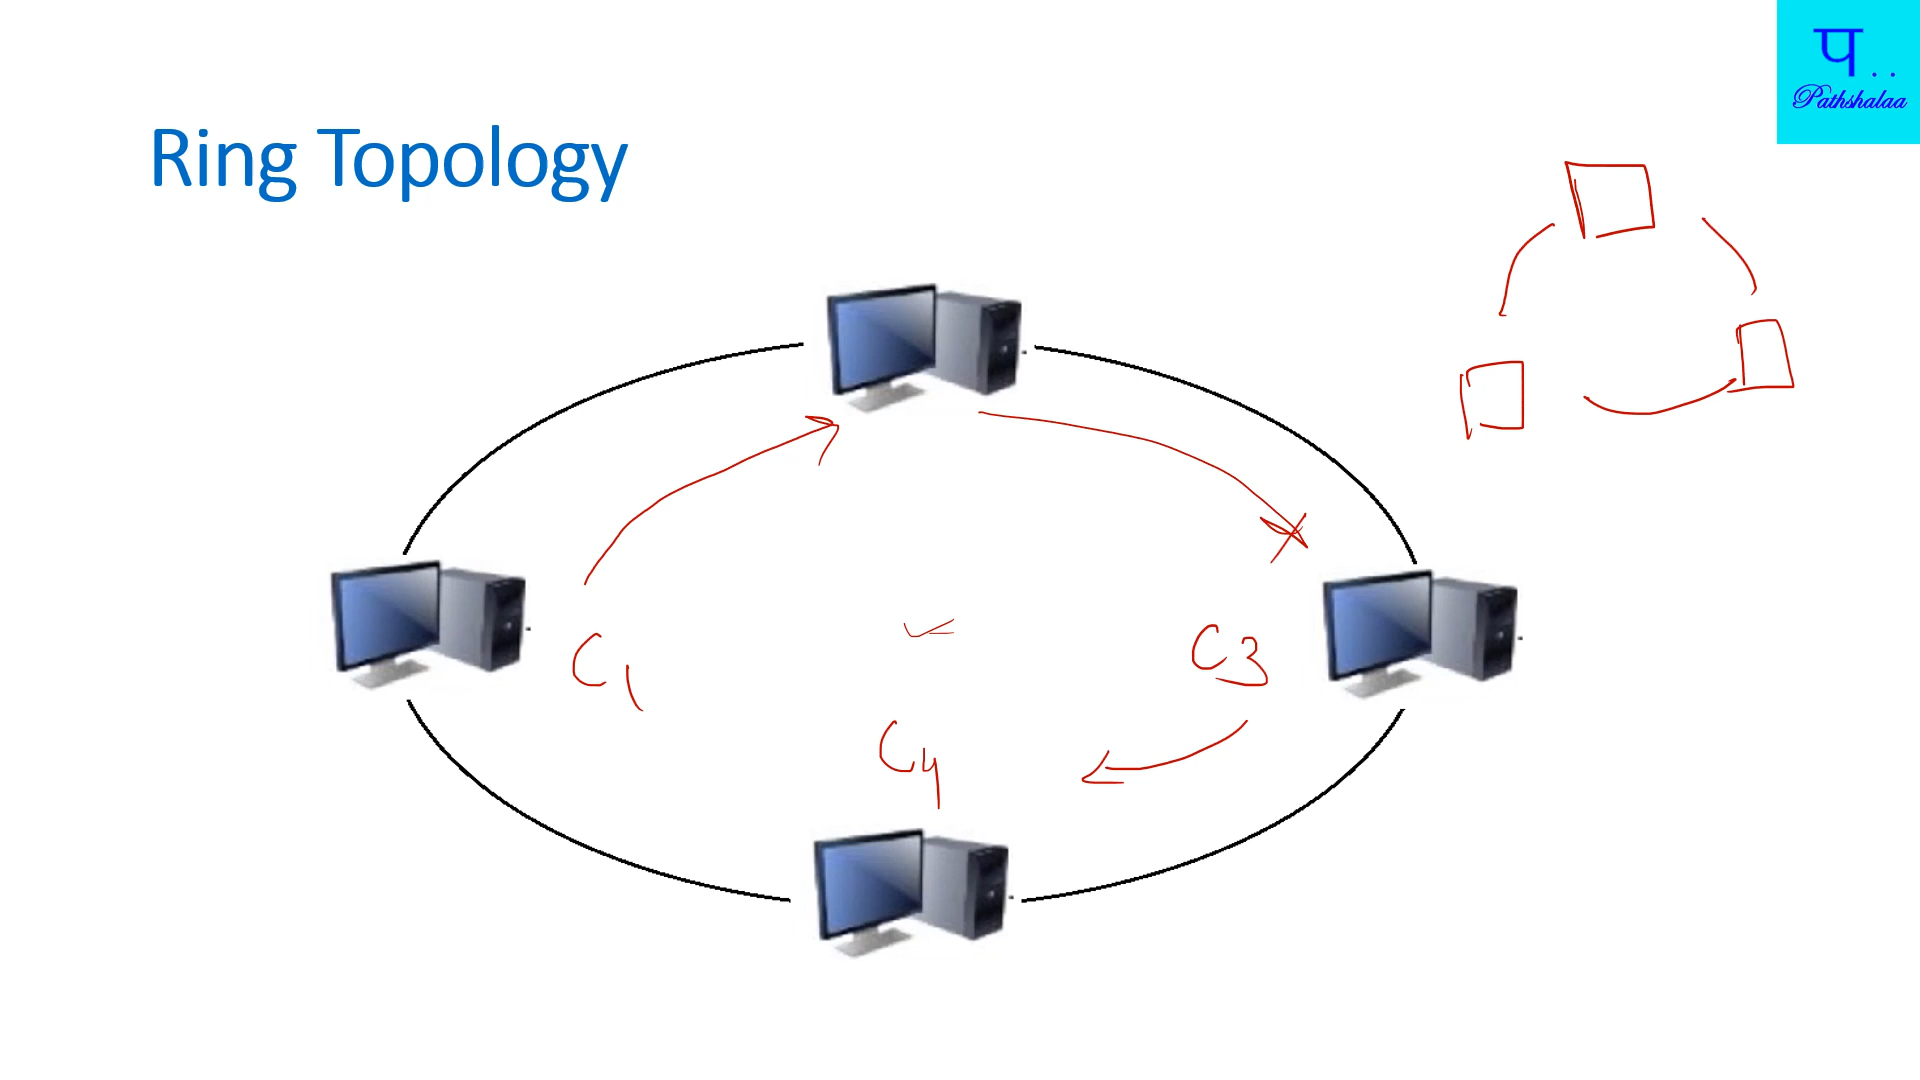 प..
Pathshalaa
Ring Topology
C1
C3
C4